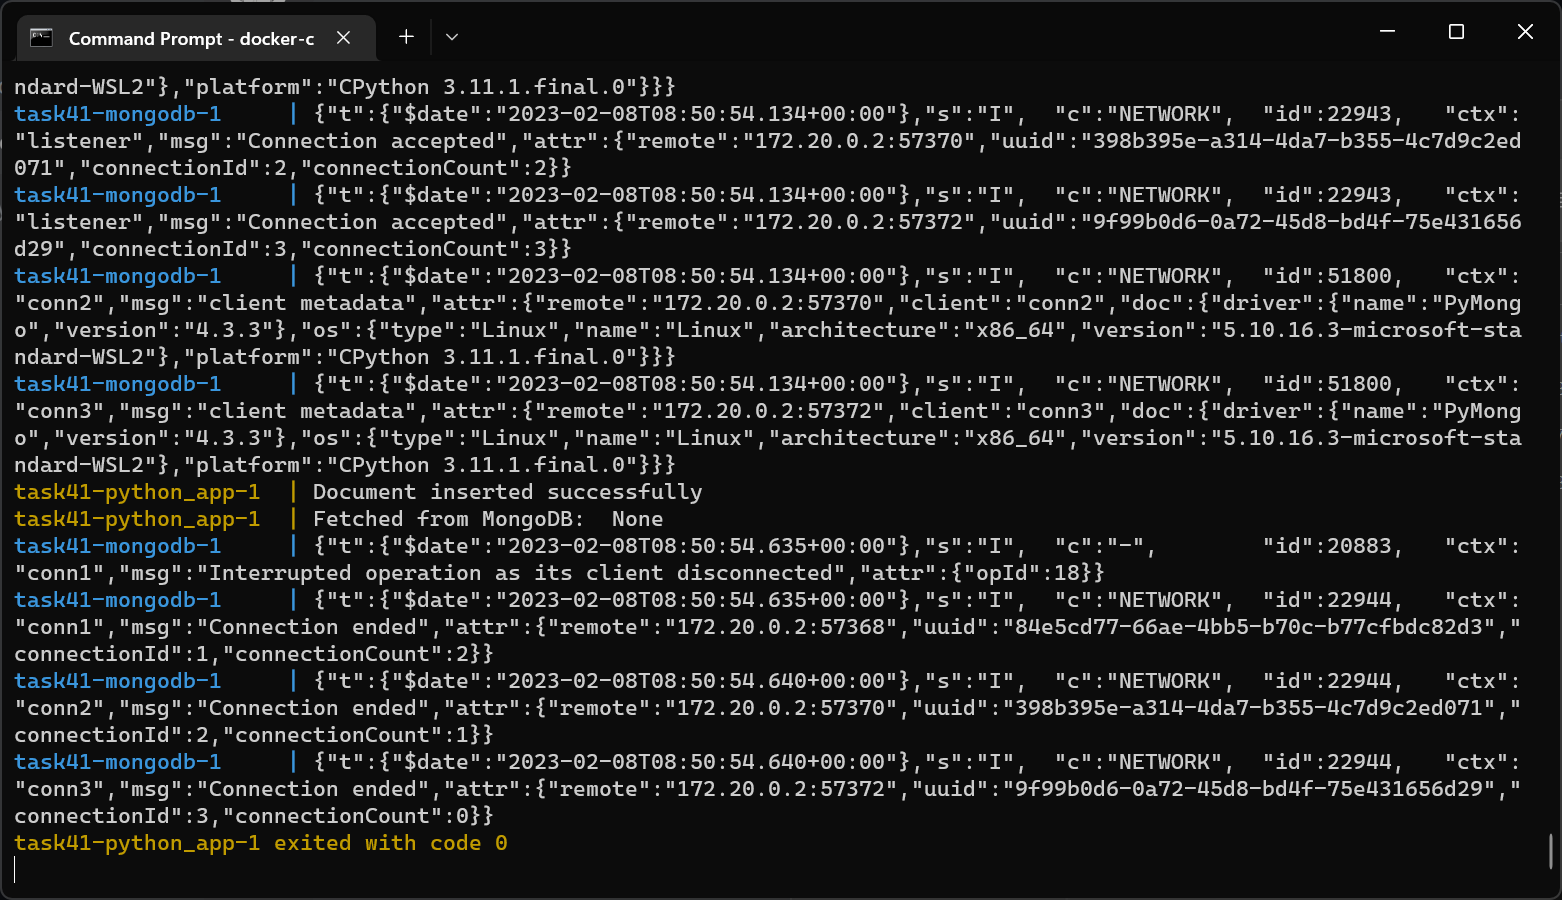 Command Prompt - docker-c
ndard-WSL2"},"platform":"CPython 3.11.1.final.0"}}}
task41-mongodb-1     | {"t":{"$date":"2023-02-08T08:50:54.134+00:00"},"s":"I",  "c":"NETWORK",  "id":22943,   "ctx":
"listener","msg":"Connection accepted","attr":{"remote":"172.20.0.2:57370","uuid":"398b395e-a314-4da7-b355-4c7d9c2ed
071","connectionId":2,"connectionCount":2}}
task41-mongodb-1     | {"t":{"$date":"2023-02-08T08:50:54.134+00:00"},"s":"I",  "c":"NETWORK",  "id":22943,   "ctx":
"listener","msg":"Connection accepted","attr":{"remote":"172.20.0.2:57372","uuid":"9f99b0d6-0a72-45d8-bd4f-75e431656
d29","connectionId":3,"connectionCount":3}}
task41-mongodb-1     | {"t":{"$date":"2023-02-08T08:50:54.134+00:00"},"s":"I",  "c":"NETWORK",  "id":51800,   "ctx":
"conn2","msg":"client metadata","attr":{"remote":"172.20.0.2:57370","client":"conn2","doc":{"driver":{"name":"PyMong
o","version":"4.3.3"},"os":{"type":"Linux","name":"Linux","architecture":"x86_64","version":"5.10.16.3-microsoft-sta
ndard-WSL2"},"platform":"CPython 3.11.1.final.0"}}}
task41-mongodb-1     | {"t":{"$date":"2023-02-08T08:50:54.134+00:00"},"s":"I",  "c":"NETWORK",  "id":51800,   "ctx":
"conn3","msg":"client metadata","attr":{"remote":"172.20.0.2:57372","client":"conn3","doc":{"driver":{"name":"PyMong
o","version":"4.3.3"},"os":{"type":"Linux","name":"Linux","architecture":"x86_64","version":"5.10.16.3-microsoft-sta
ndard-WSL2"},"platform":"CPython 3.11.1.final.0"}}}
task41-python_app-1  | Document inserted successfully
task41-python_app-1  | Fetched from MongoDB:  None
task41-mongodb-1     | {"t":{"$date":"2023-02-08T08:50:54.635+00:00"},"s":"I",  "c":"-",        "id":20883,   "ctx":
"conn1","msg":"Interrupted operation as its client disconnected","attr":{"opId":18}}
task41-mongodb-1     | {"t":{"$date":"2023-02-08T08:50:54.635+00:00"},"s":"I",  "c":"NETWORK",  "id":22944,   "ctx":
"conn1","msg":"Connection ended","attr":{"remote":"172.20.0.2:57368","uuid":"84e5cd77-66ae-4bb5-b70c-b77cfbdc82d3","
connectionId":1,"connectionCount":2}}
task41-mongodb-1     | {"t":{"$date":"2023-02-08T08:50:54.640+00:00"},"s":"I",  "c":"NETWORK",  "id":22944,   "ctx":
"conn2","msg":"Connection ended","attr":{"remote":"172.20.0.2:57370","uuid":"398b395e-a314-4da7-b355-4c7d9c2ed071","
connectionId":2,"connectionCount":1}}
task41-mongodb-1     | {"t":{"$date":"2023-02-08T08:50:54.640+00:00"},"s":"I",  "c":"NETWORK",  "id":22944,   "ctx":
"conn3","msg":"Connection ended","attr":{"remote":"172.20.0.2:57372","uuid":"9f99b0d6-0a72-45d8-bd4f-75e431656d29","
connectionId":3,"connectionCount":0}}
task41-python_app-1 exited with code 0